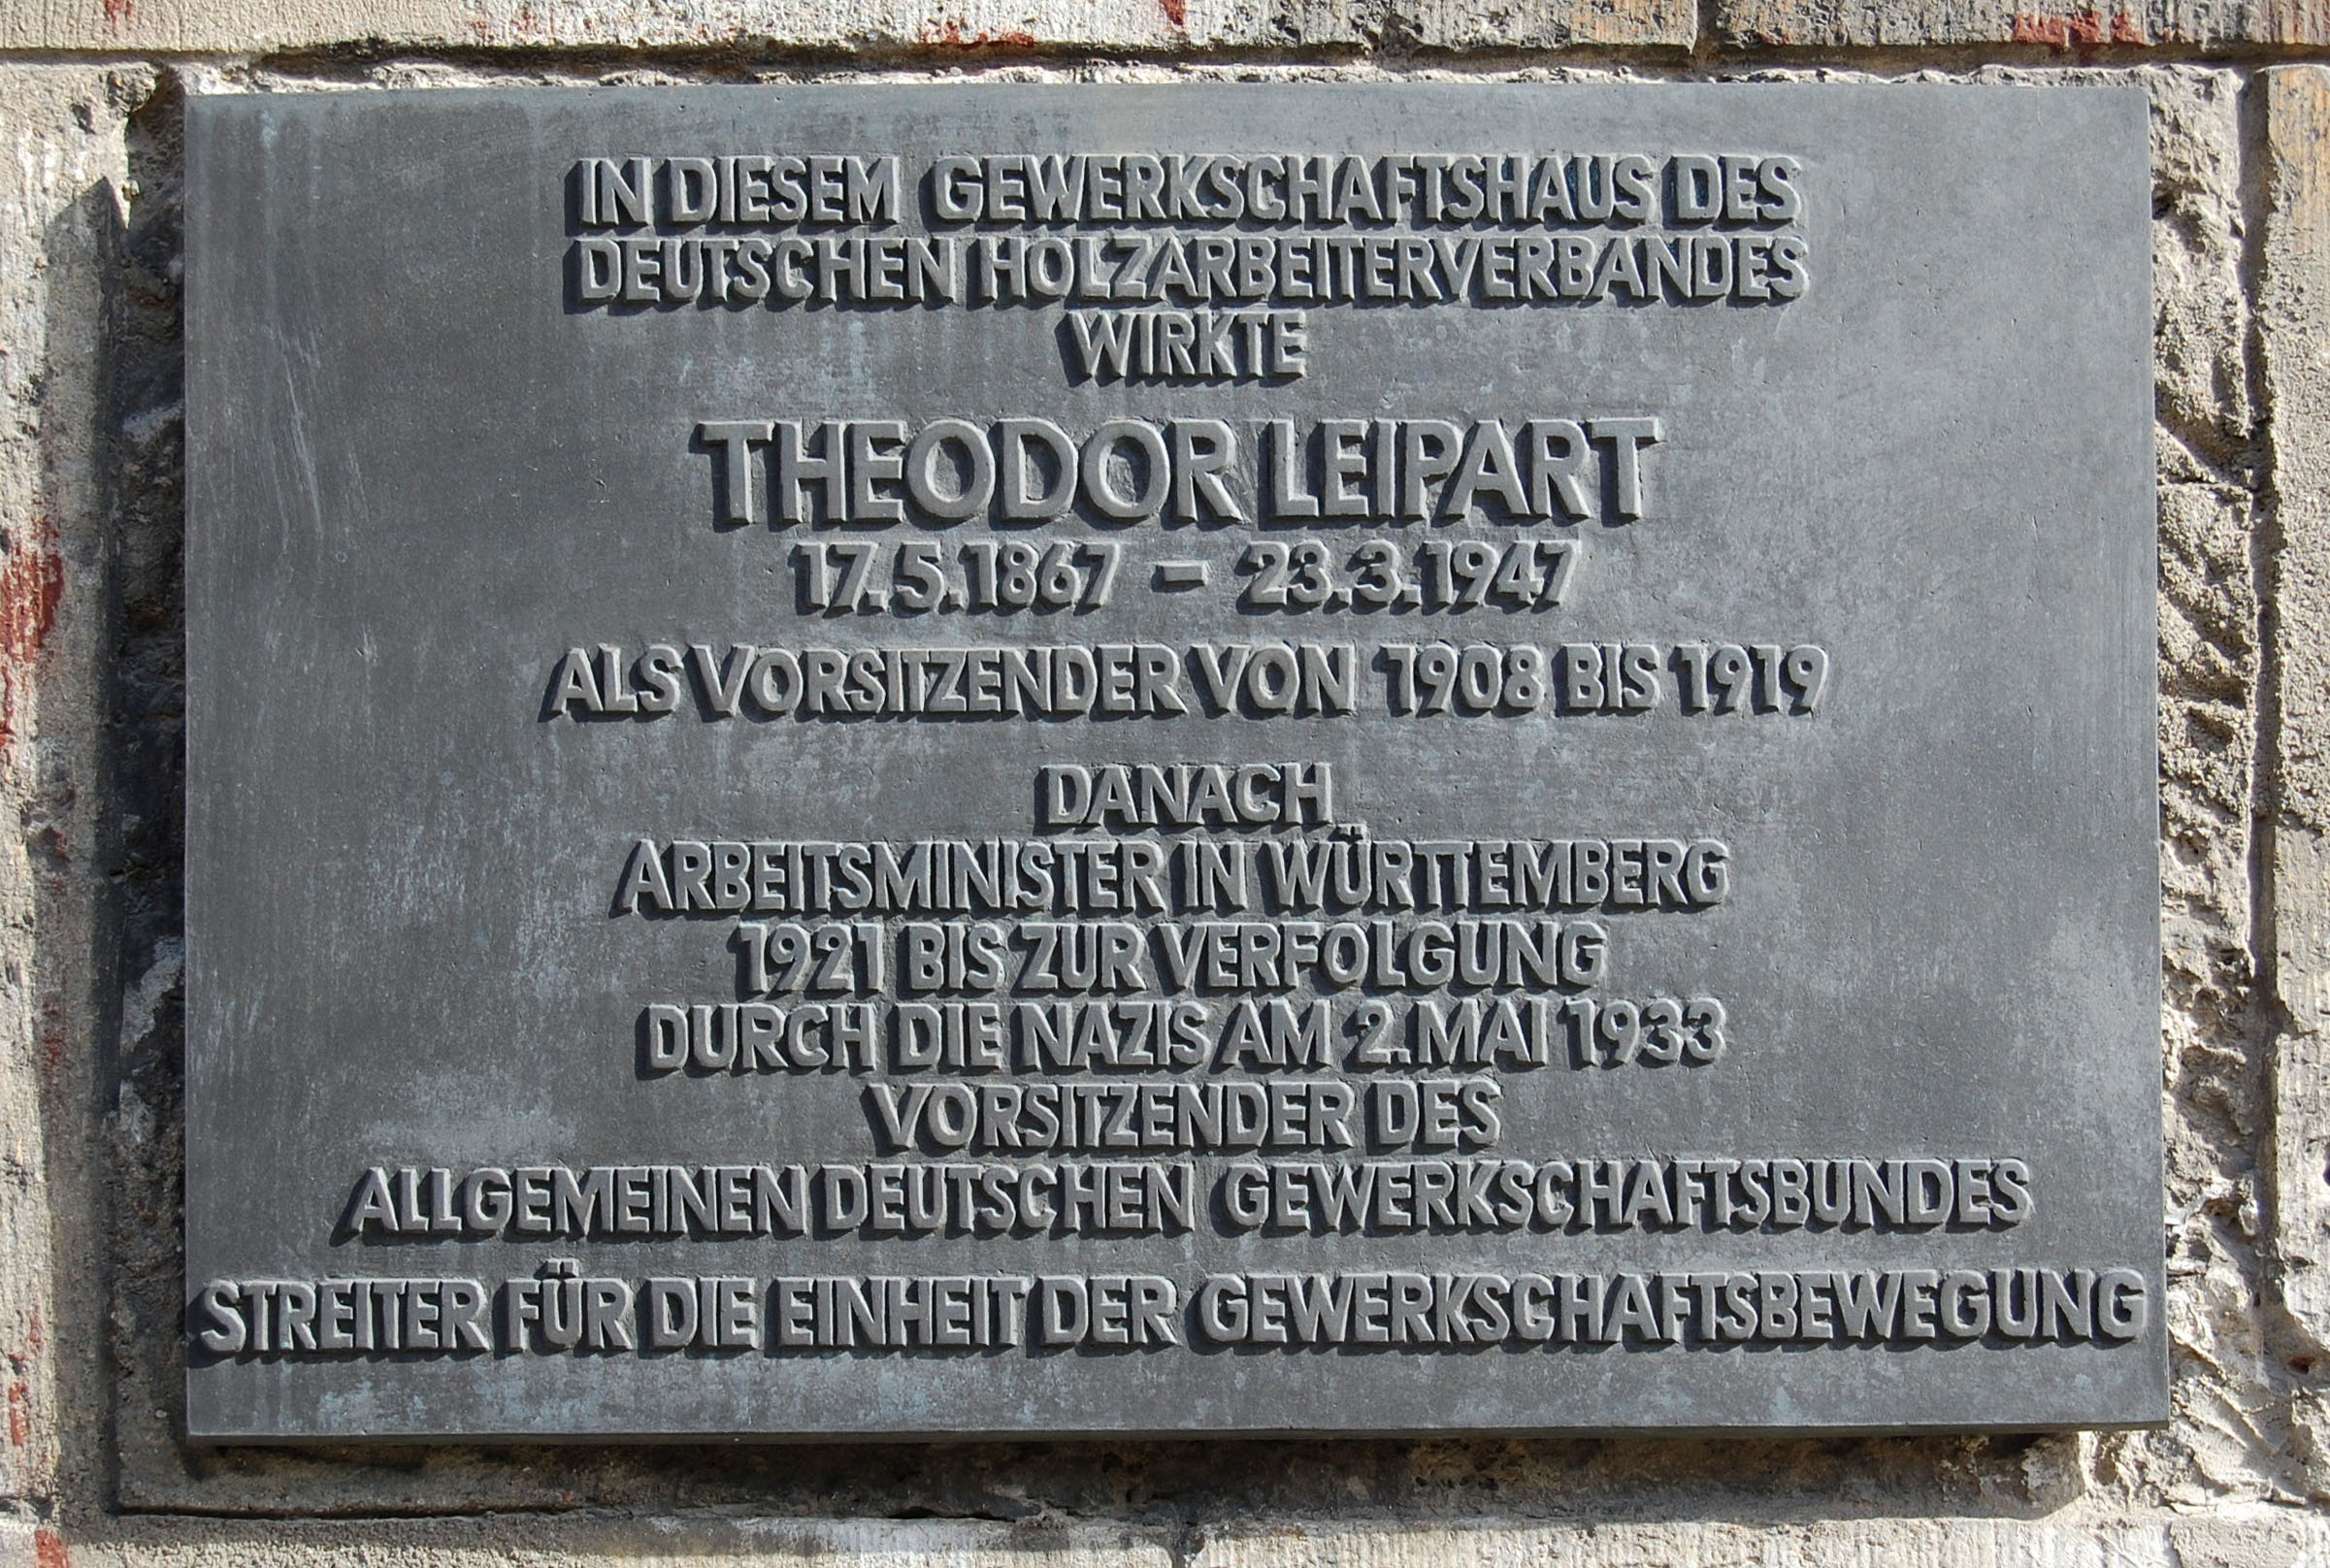 IN DIESEM GEWERKSCHAFTSHAUS DES
DEUTSCHEN HOLZARBEITERVERBANDES
WIRKTE
THEODOR LEIPART
17.5.1867 – 23.3.1947
ALS VORSITZENDER VON 1908 BIS 1919
DANACH
ARBEITSMINISTER IN WÜRTTEMBERG
1921 BIS ZUR VERFOLGUNG
DURCH DIE NAZIS AM 2. MAI 1933
VORSITZENDER DES
ALLGEMEINEN DEUTSCHEN GEWERKSCHAFTSBUNDES
STREITER FÜR DIE EINHEIT DER GEWERKSCHAFTSBEWEGUNG